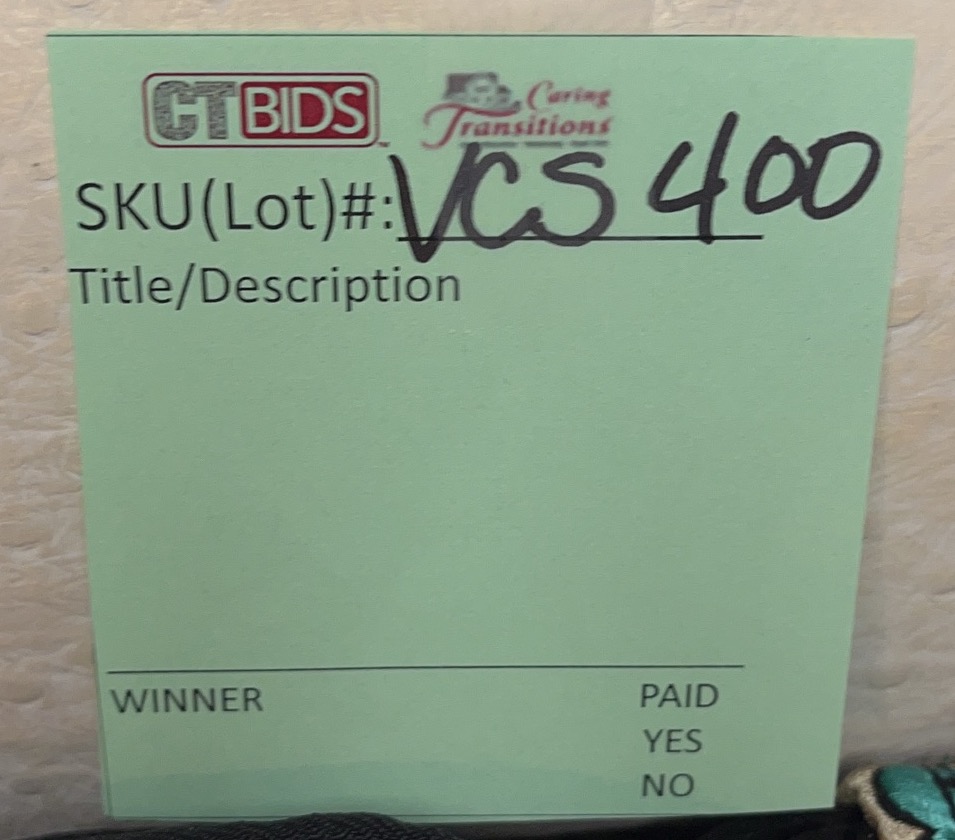 CTBIDS
Caring
Transitions
SKU(Lot)#: VCS 400
Title/Description
WINNER PAID
YES
NO